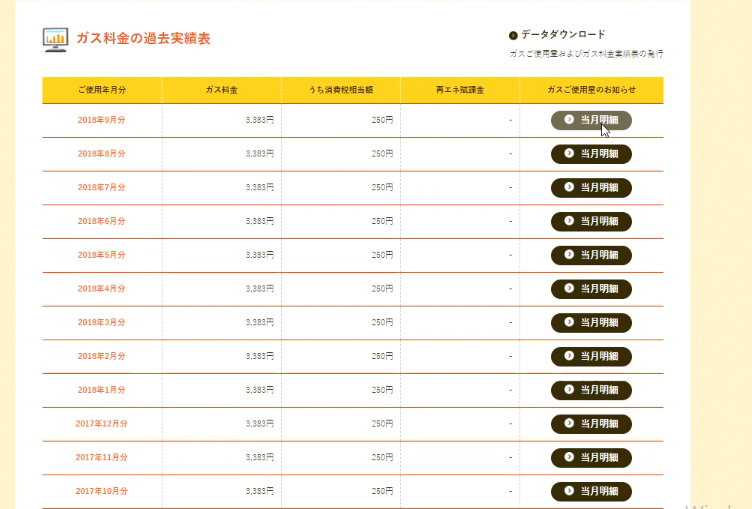 ガス料金の過去実績表
データダウンロード
ガスご使用量およびガス料金実績表の発行
ご使用年月分 ガス料金 うち消費税相当額 再エネ賦課金 ガスご使用量のお知らせ
2018年9月分 3,383円 250円 - 当月明細
2018年8月分 3,383円 250円 - 当月明細
2018年7月分 3,383円 250円 - 当月明細
2018年6月分 3,383円 250円 - 当月明細
2018年5月分 3,383円 250円 - 当月明細
2018年4月分 3,383円 250円 - 当月明細
2018年3月分 3,383円 250円 - 当月明細
2018年2月分 3,383円 250円 - 当月明細
2018年1月分 3,383円 250円 - 当月明細
2017年12月分 3,383円 250円 - 当月明細
2017年11月分 3,383円 250円 - 当月明細
2017年10月分 3,383円 250円 - 当月明細